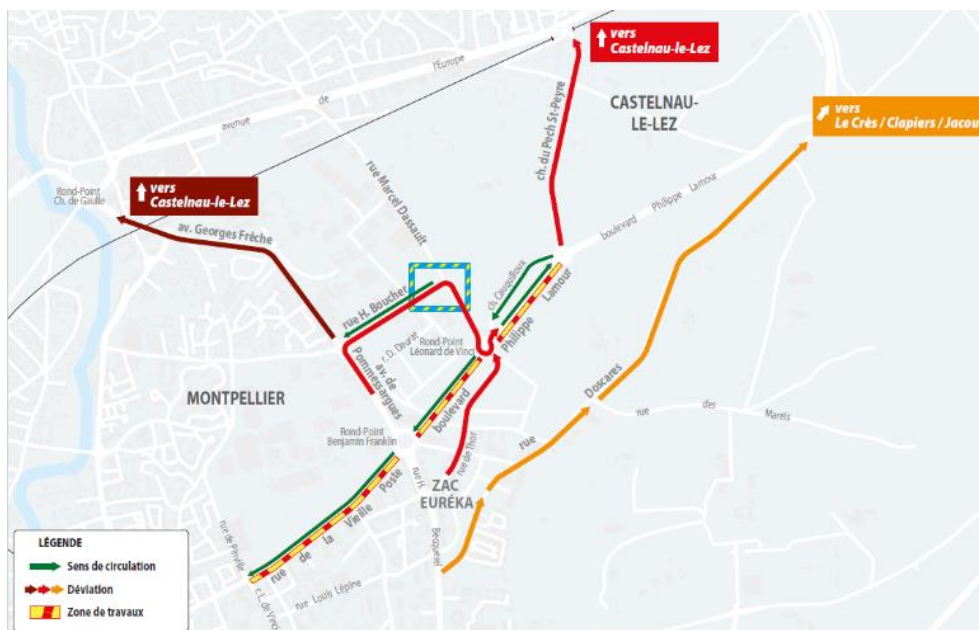 vers
Castelnau-le-Lez
l'Europe
de
avenue
CASTELNAU-
LE-LEZ
vers
Le Crès / Clapiers / Jacou
ch. du Pech St-Peyre
rue Marcel Dassault
Rond-Point
Ch. de Gaulle
vers
Castelnau-le-Lez
av. Georges Frêche
boulevard Philippe Lamour
ch. Cauquilloux
rue H. Boucher
Philippe Lamour
r. D. Daurat
Rond-Point
Léonard de Vinci
av. de
Pommessargues
MONTPELLIER
boulevard
Doscares
rue des Marels
Rond-Point
Benjamin Franklin
rue de Thor
rue
rue H.
Becquerel
ZAC
EURÉKA
rue de la Vieille Poste
rue de Pinville
r. L. de Vinci
rue Louis Lépine
LÉGENDE
Sens de circulation
Déviation
Zone de travaux